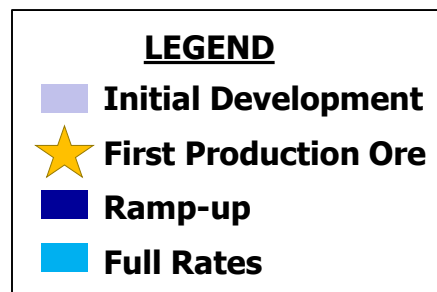 LEGEND
Initial Development
First Production Ore
Ramp-up
Full Rates